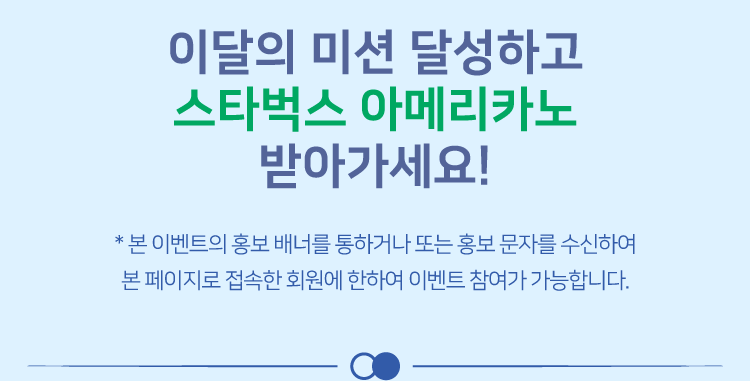 이달의 미션 달성하고
스타벅스 아메리카노
받아가세요!
* 본 이벤트의 홍보 배너를 통하거나 또는 홍보 문자를 수신하여
본 페이지로 접속한 회원에 한하여 이벤트 참여가 가능합니다.